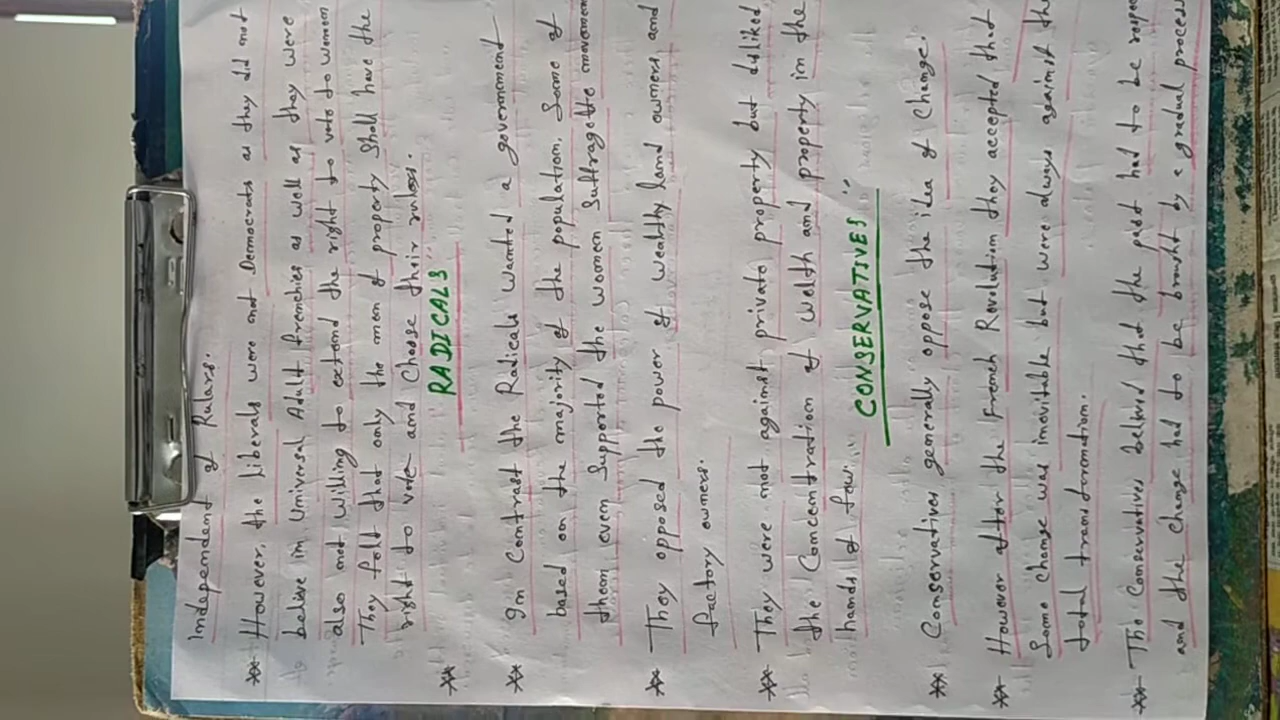 independent of Rulars.
** However, the liberals were not Democrats as they did not
believe in Universal Adult frenchies as well as they were
also not willing to extend the right to vote to women
They felt that only the men of property Shall have the
right to vote and Choose their rulers.
** "RADICALS"
** In Contrast the Radicals wanted a government
based on the majority of the population. Some of
them even Supported the women Suffragette movemen
** They opposed the power of wealthy land owners and
factory owners.
** They were not against private property but disliked
the Concentration of welth and property in the
hands of few.
CONSERVATIVES"
** Conservatives generally oppose the idea of Change.
** However after the French Revolution they accepted that
Some change was inevitable but were always against the
total transformation.
** The Conservatives belived that the past had to be respec
and the Change had to be brought by a gradual proces